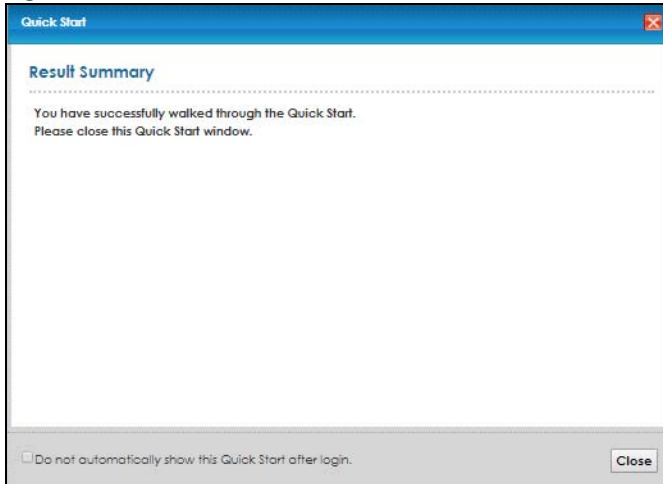 Quick Start
Result Summary
You have successfully walked through the Quick Start.
Please close this Quick Start window.
Do not automatically show this Quick Start after login.
Close